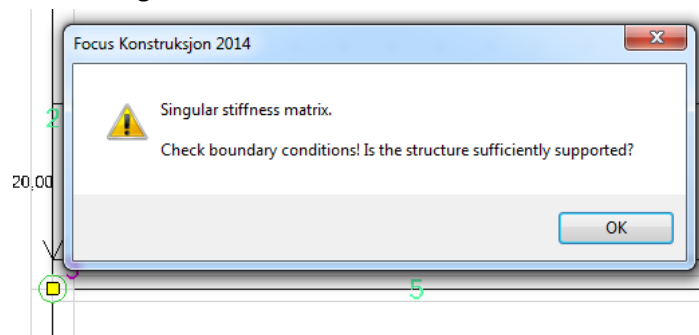 Focus Konstruksjon 2014
Singular stiffness matrix.
2
Check boundary conditions! Is the structure sufficiently supported?
20,00
OK
5